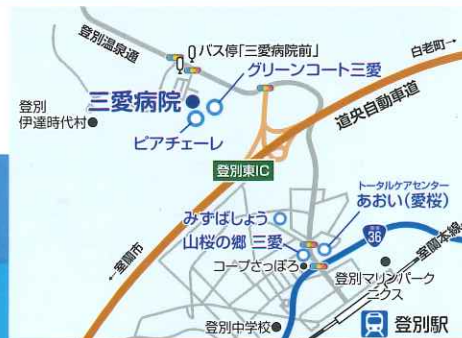 登別温泉通
バス停「三愛病院前」
グリーンコート三愛
白老町→
三愛病院
登別
伊達時代村
ピアチェーレ
道央自動車道
登別東IC
トータルケアセンター
あおい(愛桜)
みずばしょう
山桜の郷 三愛
国道
36
室蘭本線
←室蘭市
コープさっぽろ
登別マリンパーク
ニクス
登別中学校
登別駅